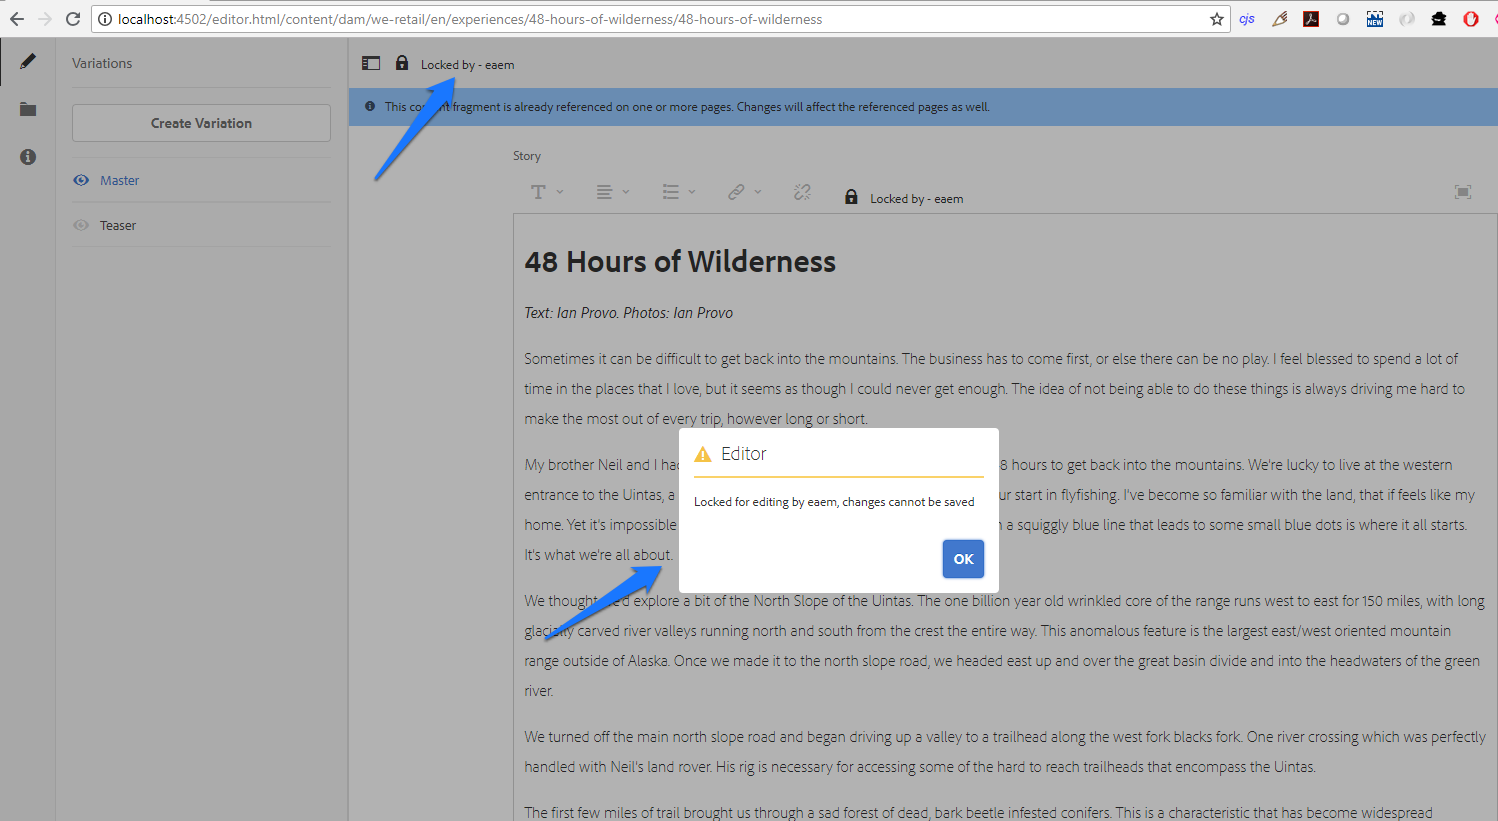 localhost:4502/editor.html/content/dam/we-retail/en/experiences/48-hours-of-wilderness/48-hours-of-wilderness
cjs
NEW
Variations
Create Variation
Master
Teaser
Locked by - eaem
This co t fragment is already referenced on one or more pages. Changes will affect the referenced pages as well.
Story
T
Locked by - eaem
48 Hours of Wilderness
Text: Ian Provo. Photos: Ian Provo
Sometimes it can be difficult to get back into the mountains. The business has to come first, or else there can be no play. I feel blessed to spend a lot of
time in the places that I love, but it seems as though I could never get enough. The idea of not being able to do these things is always driving me hard to
make the most out of every trip, however long or short.
My brother Neil and I ha 8 hours to get back into the mountains. We're lucky to live at the western
entrance to the Uintas, a ur start in flyfishing. I've become so familiar with the land, that if feels like my
home. Yet it's impossible a squiggly blue line that leads to some small blue dots is where it all starts.
It's what we're all about.
Editor
Locked for editing by eaem, changes cannot be saved
OK
We thought e'd explore a bit of the North Slope of the Uintas. The one billion year old wrinkled core of the range runs west to east for 150 miles, with long
glacially carved river valleys running north and south from the crest the entire way. This anomalous feature is the largest east/west oriented mountain
range outside of Alaska. Once we made it to the north slope road, we headed east up and over the great basin divide and into the headwaters of the green
river.
We turned off the main north slope road and began driving up a valley to a trailhead along the west fork blacks fork. One river crossing which was perfectly
handled with Neil's land rover. His rig is necessary for accessing some of the hard to reach trailheads that encompass the Uintas.
The first few miles of trail brought us through a sad forest of dead, bark beetle infested conifers. This is a characteristic that has become widespread